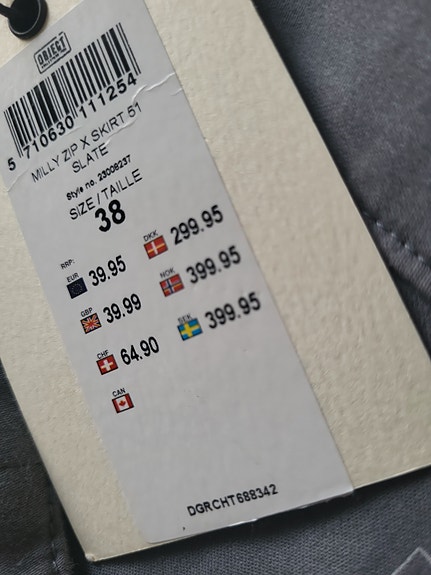 OBJECT
5 710630 111254
MILLY ZIP X SKIRT 51
SLATE
Style no. 23008237
SIZE / TAILLE
38
RRP:
EUR 39.95
DKK 299.95
GBP 39.99
NOK 399.95
CHF 64.90
SEK 399.95
CAN
DGRCHT688342